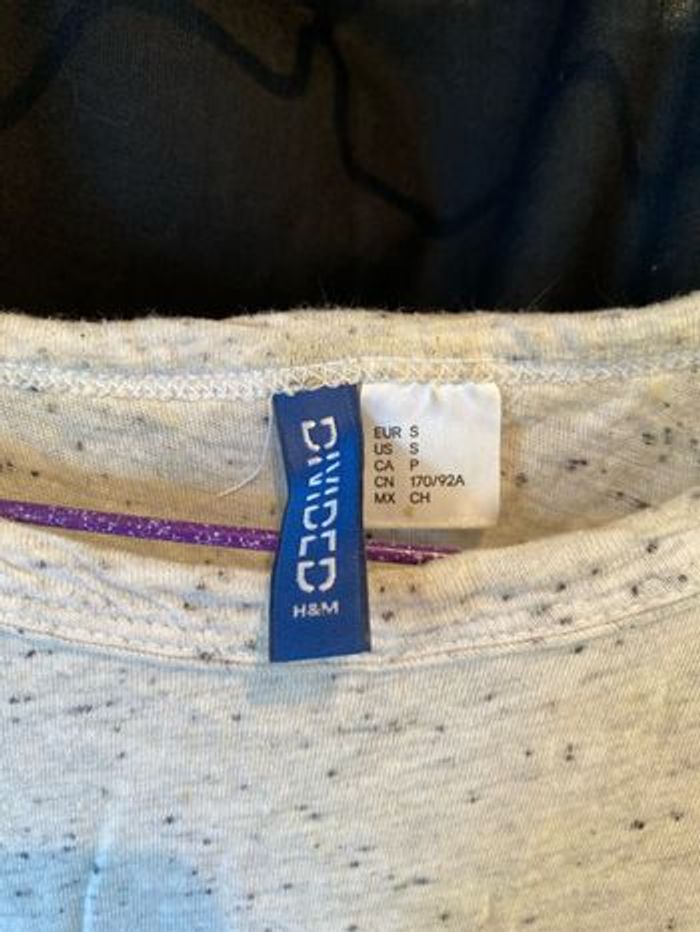 DIVIDED
H&M
EUR S
US S
CA P
CN 170/92A
MX CH